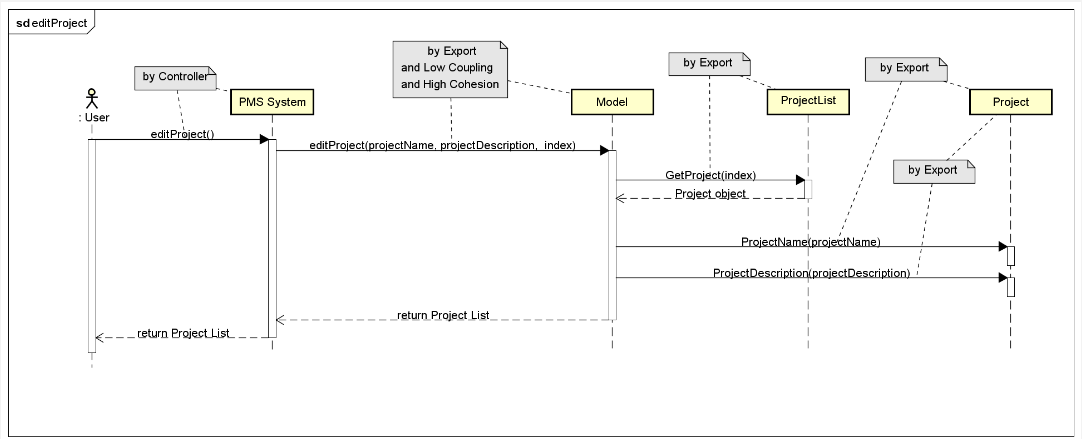 sd editProject
by Export
and Low Coupling
and High Cohesion
by Controller
by Export
by Export
: User
PMS System
Model
ProjectList
Project
editProject()
editProject(projectName, projectDescription, index)
by Export
GetProject(index)
Project object
ProjectName(projectName)
ProjectDescription(projectDescription)
return Project List
return Project List